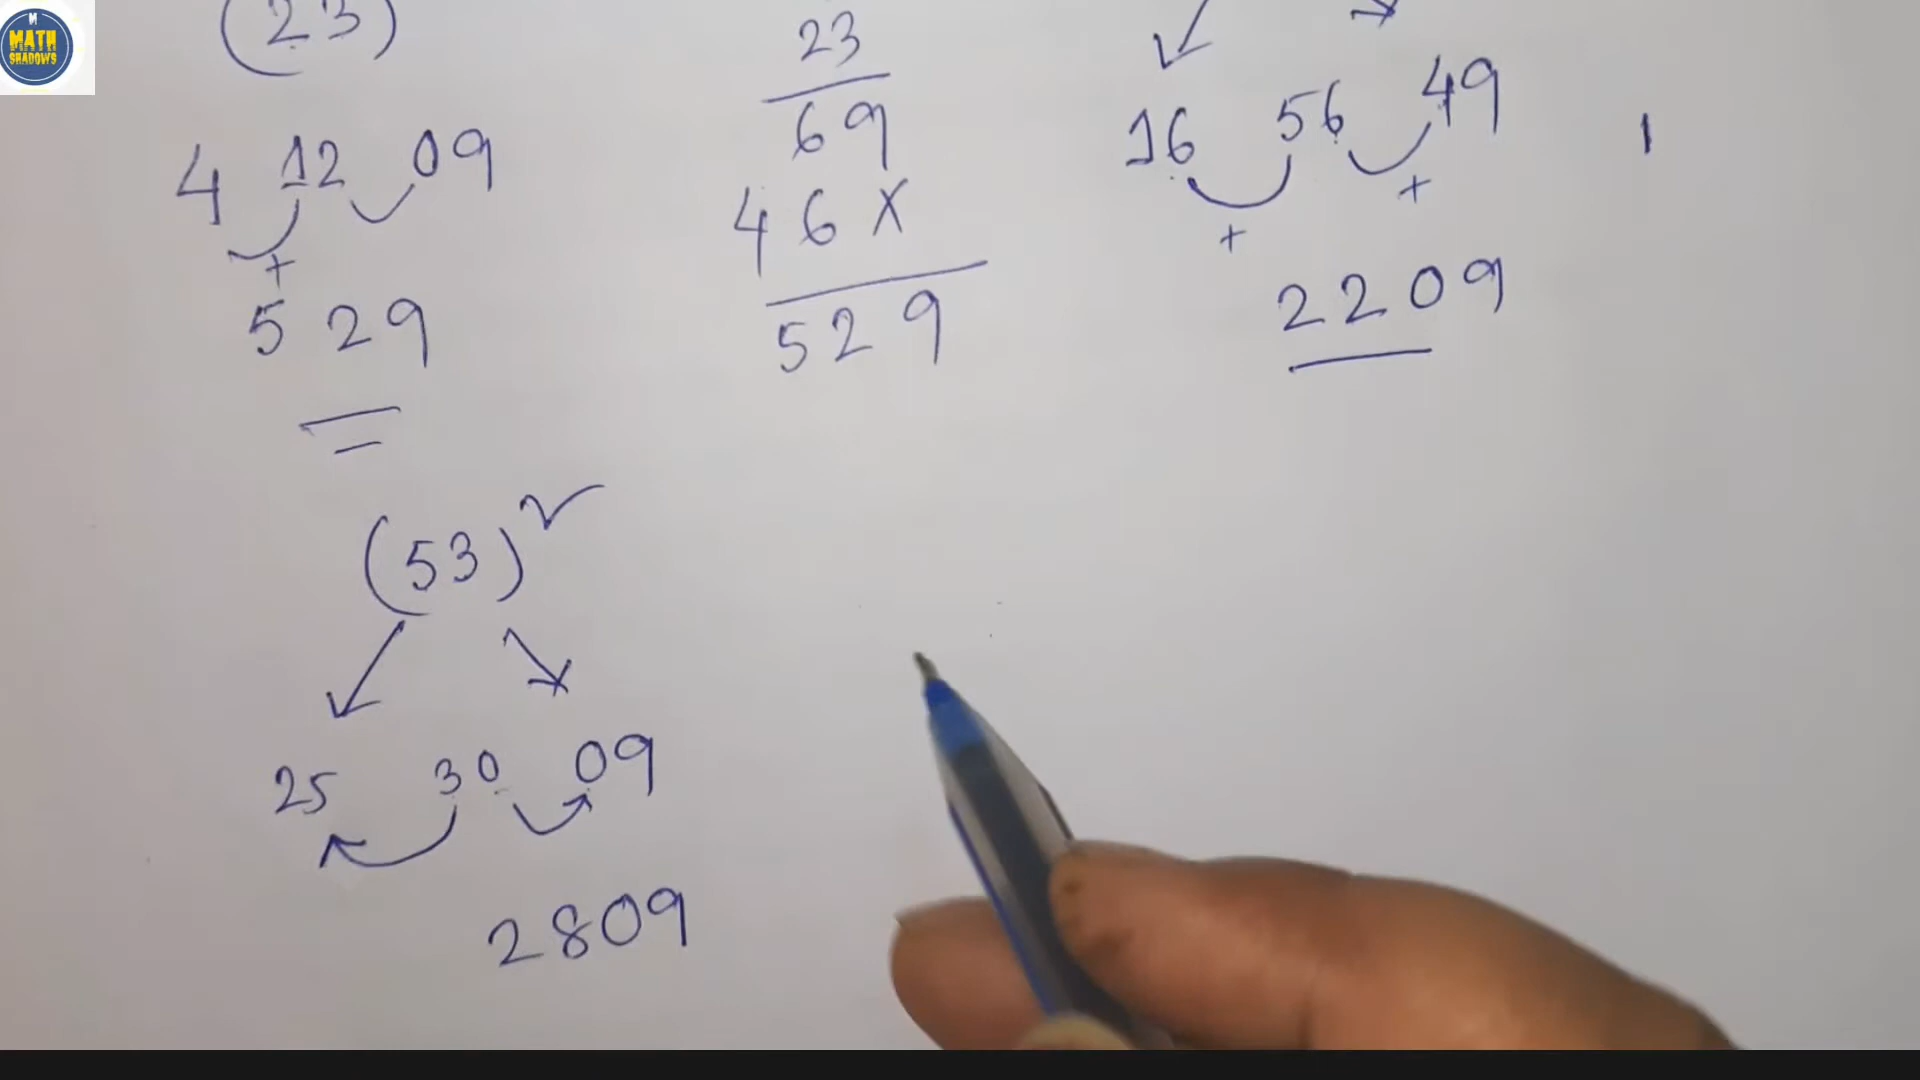 M
MATH
SHADOWS
(23)
4 12 09
+
529
23
69
46×
529
16 56 49
+ +
2209
(53)²
25 30 09
2809